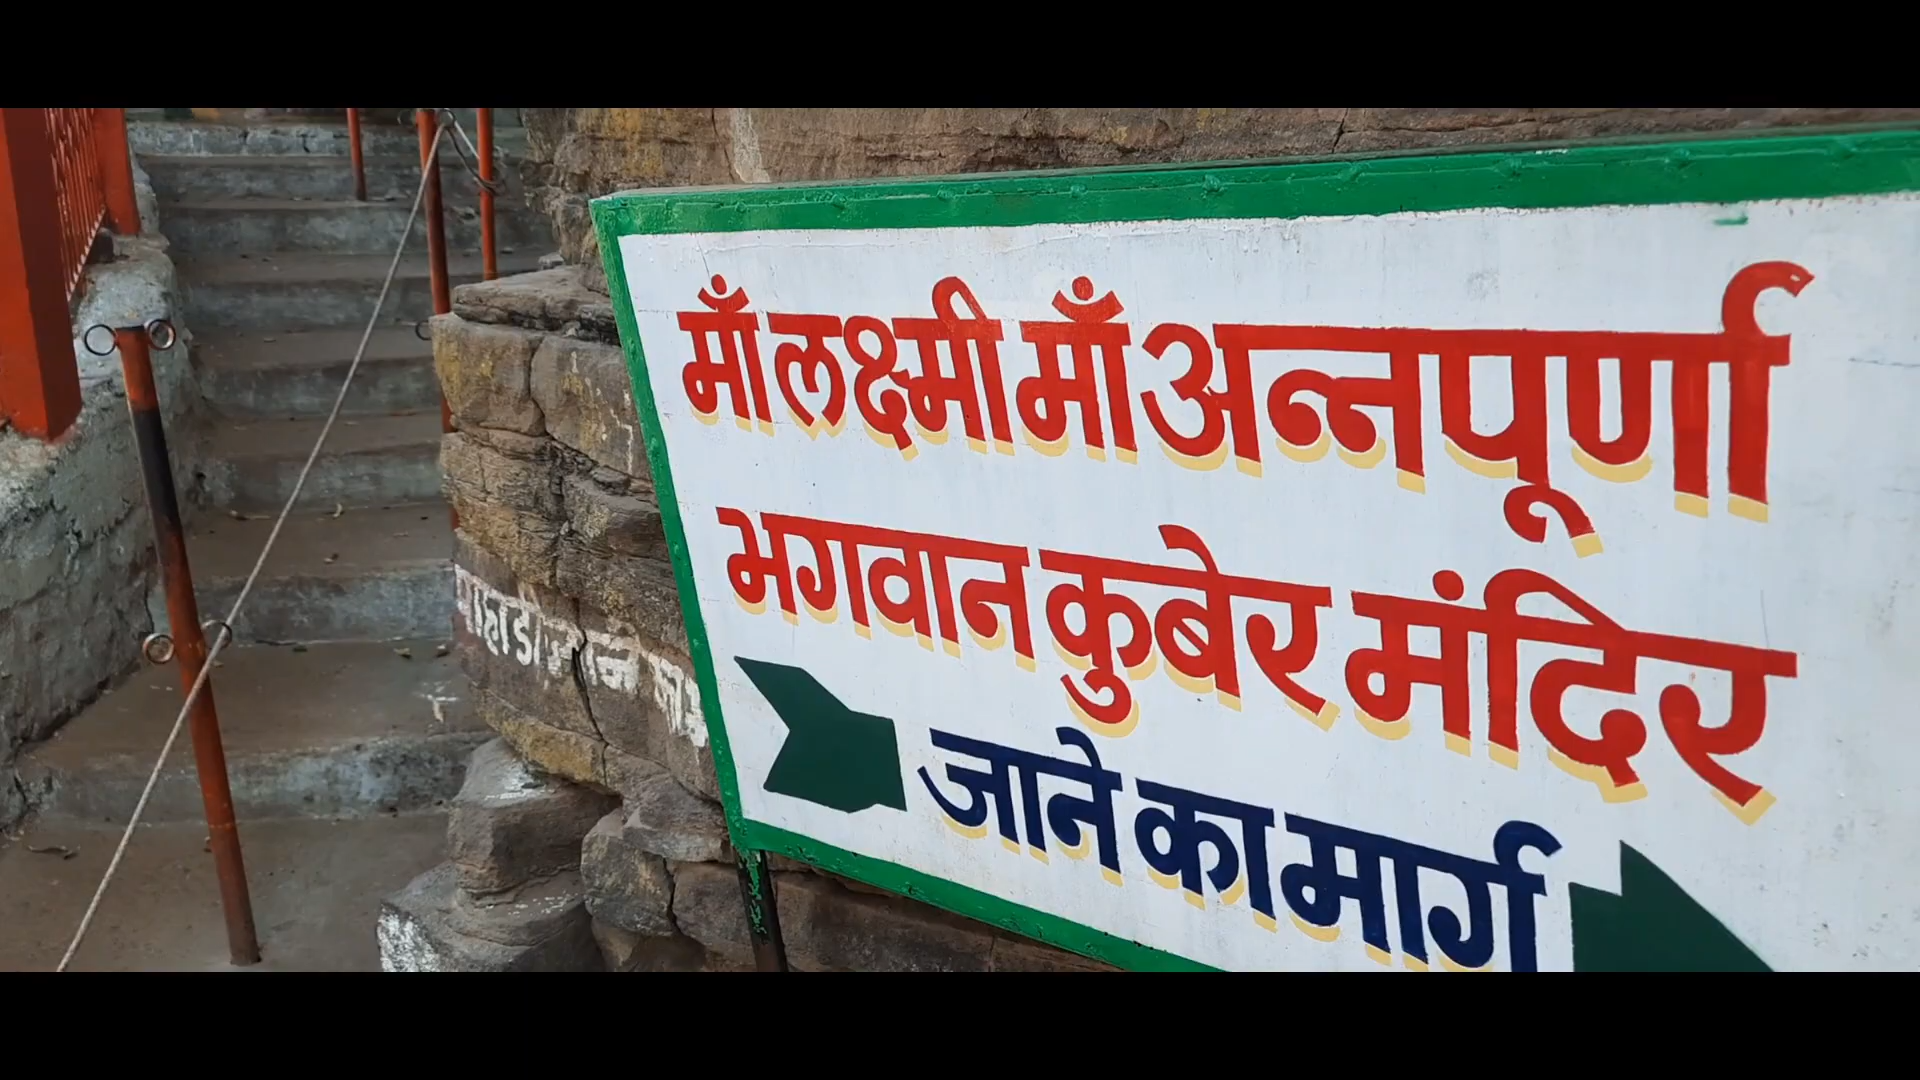 माँ लक्ष्मी माँ अन्नपूर्णा
भगवान कुबेर मंदिर
जाने का मार्ग